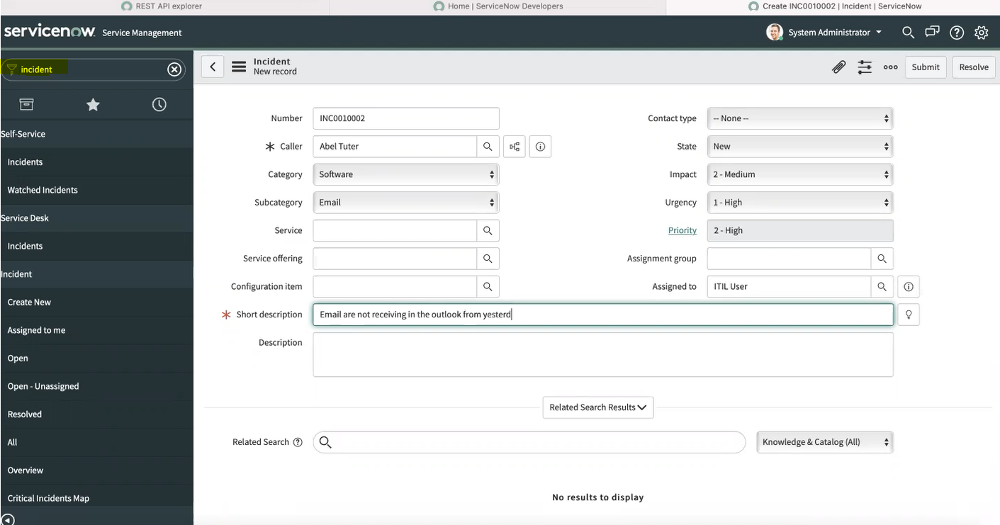 REST API explorer
Home | ServiceNow Developers
Create INC0010002 | Incident | ServiceNow
servicenow Service Management
System Administrator
incident
Self-Service
Incidents
Watched Incidents
Service Desk
Incidents
Incident
Create New
Assigned to me
Open
Open - Unassigned
Resolved
All
Overview
Critical Incidents Map
Incident
New record
Submit
Resolve
Number INC0010002
Caller Abel Tuter
Category Software
Subcategory Email
Service
Service offering
Configuration item
Contact type -- None --
State New
Impact 2 - Medium
Urgency 1 - High
Priority 2 - High
Assignment group
Assigned to ITIL User
Short description Email are not receiving in the outlook from yesterd
Description
Related Search Results
Related Search
Knowledge & Catalog (All)
No results to display